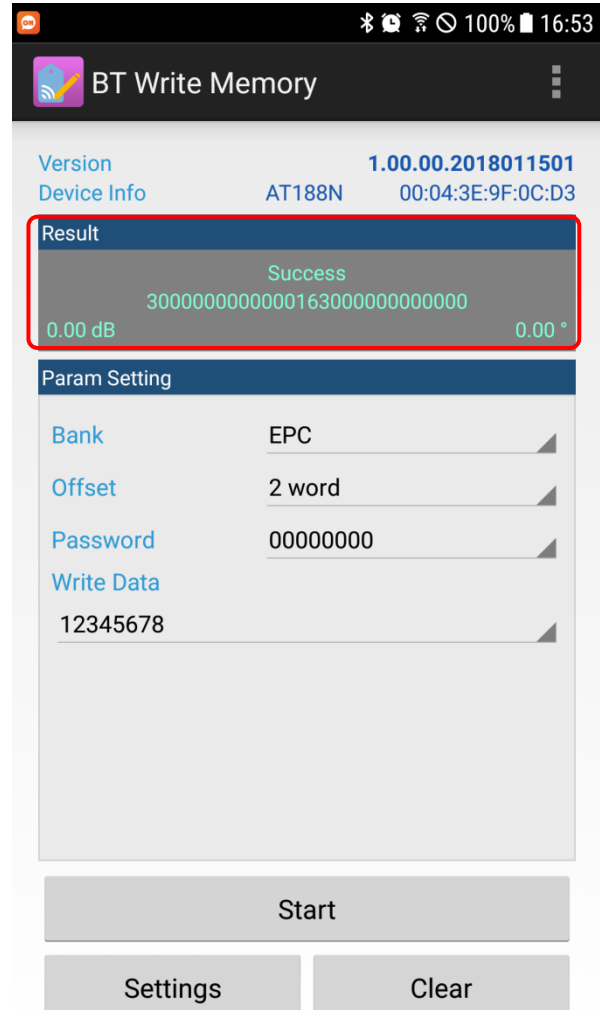 ON 100% 16:53
BT Write Memory
Version 1.00.00.2018011501
Device Info AT188N 00:04:3E:9F:0C:D3
Result
Success
3000000000000163000000000000
0.00 dB 0.00 °
Param Setting
Bank EPC
Offset 2 word
Password 00000000
Write Data
12345678
Start
Settings Clear